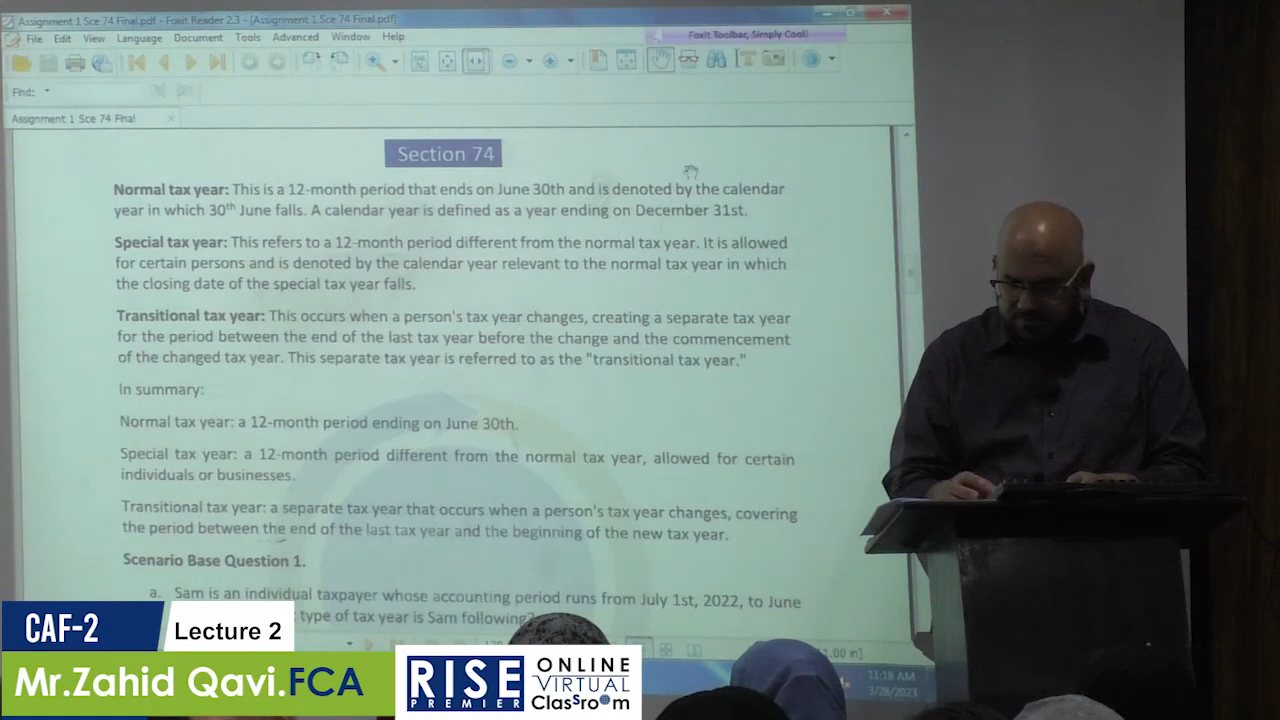 Assignment 1 Sce 74 Final.pdf - Foxit Reader 2.3 - [Assignment 1 Sce 74 Final.pdf]
File Edit View Language Document Tools Advanced Window Help
Foxit Toolbar, Simply Cool!
Find:
Assignment 1 Sce 74 Final
Section 74
Normal tax year: This is a 12-month period that ends on June 30th and is denoted by the calendar
year in which 30th June falls. A calendar year is defined as a year ending on December 31st.
Special tax year: This refers to a 12-month period different from the normal tax year. It is allowed
for certain persons and is denoted by the calendar year relevant to the normal tax year in which
the closing date of the special tax year falls.
Transitional tax year: This occurs when a person's tax year changes, creating a separate tax year
for the period between the end of the last tax year before the change and the commencement
of the changed tax year. This separate tax year is referred to as the "transitional tax year."
In summary:
Normal tax year: a 12-month period ending on June 30th.
Special tax year: a 12-month period different from the normal tax year, allowed for certain
individuals or businesses.
Transitional tax year: a separate tax year that occurs when a person's tax year changes, covering
the period between the end of the last tax year and the beginning of the new tax year.
Scenario Base Question 1.
a. Sam is an individual taxpayer whose accounting period runs from July 1st, 2022, to June
type of tax year is Sam following?
11:18 AM
3/28/2023
CAF-2
Lecture 2
Mr.Zahid Qavi.FCA
RISE
PREMIER
ONLINE
VIRTUAL
Classroom